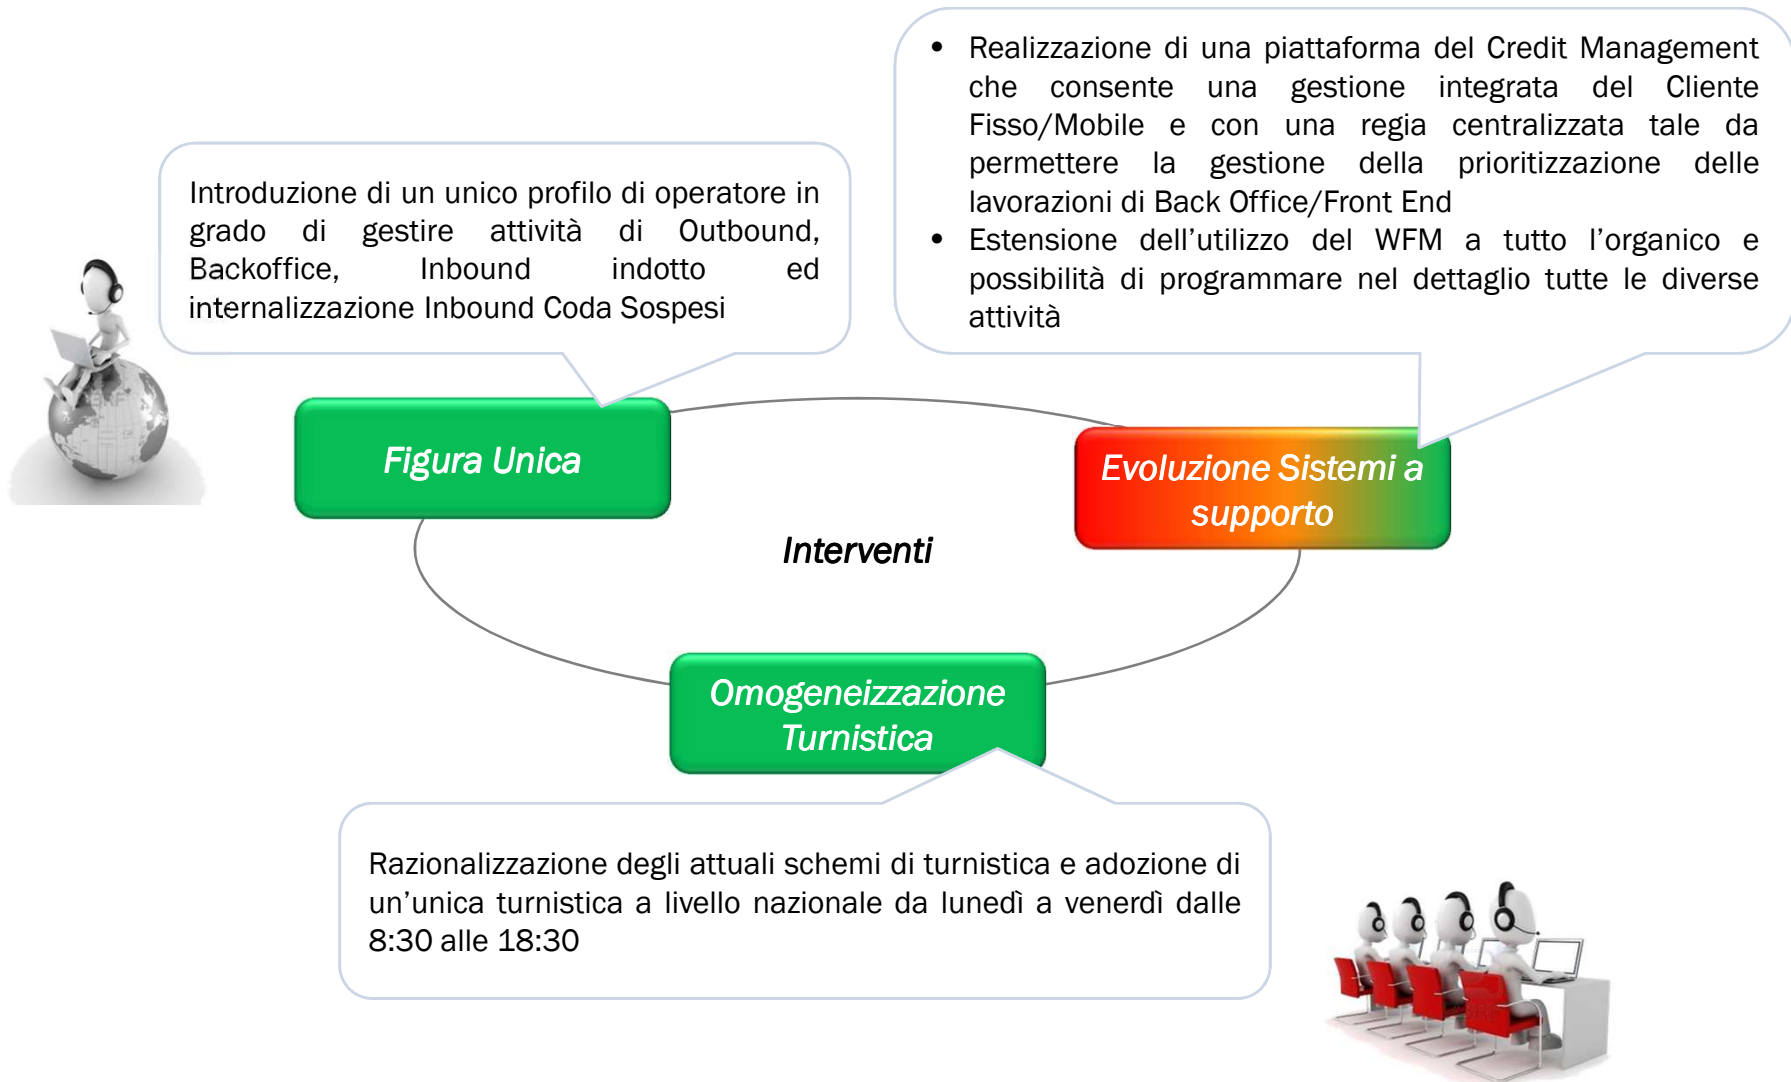 • Realizzazione di una piattaforma del Credit Management
che consente una gestione integrata del Cliente
Fisso/Mobile e con una regia centralizzata tale da
permettere la gestione della prioritizzazione delle
lavorazioni di Back Office/Front End
• Estensione dell’utilizzo del WFM a tutto l’organico e
possibilità di programmare nel dettaglio tutte le diverse
attività
Introduzione di un unico profilo di operatore in
grado di gestire attività di Outbound,
Backoffice, Inbound indotto ed
internalizzazione Inbound Coda Sospesi
Figura Unica
Evoluzione Sistemi a
supporto
Interventi
Omogeneizzazione
Turnistica
Razionalizzazione degli attuali schemi di turnistica e adozione di
un’unica turnistica a livello nazionale da lunedì a venerdì dalle
8:30 alle 18:30